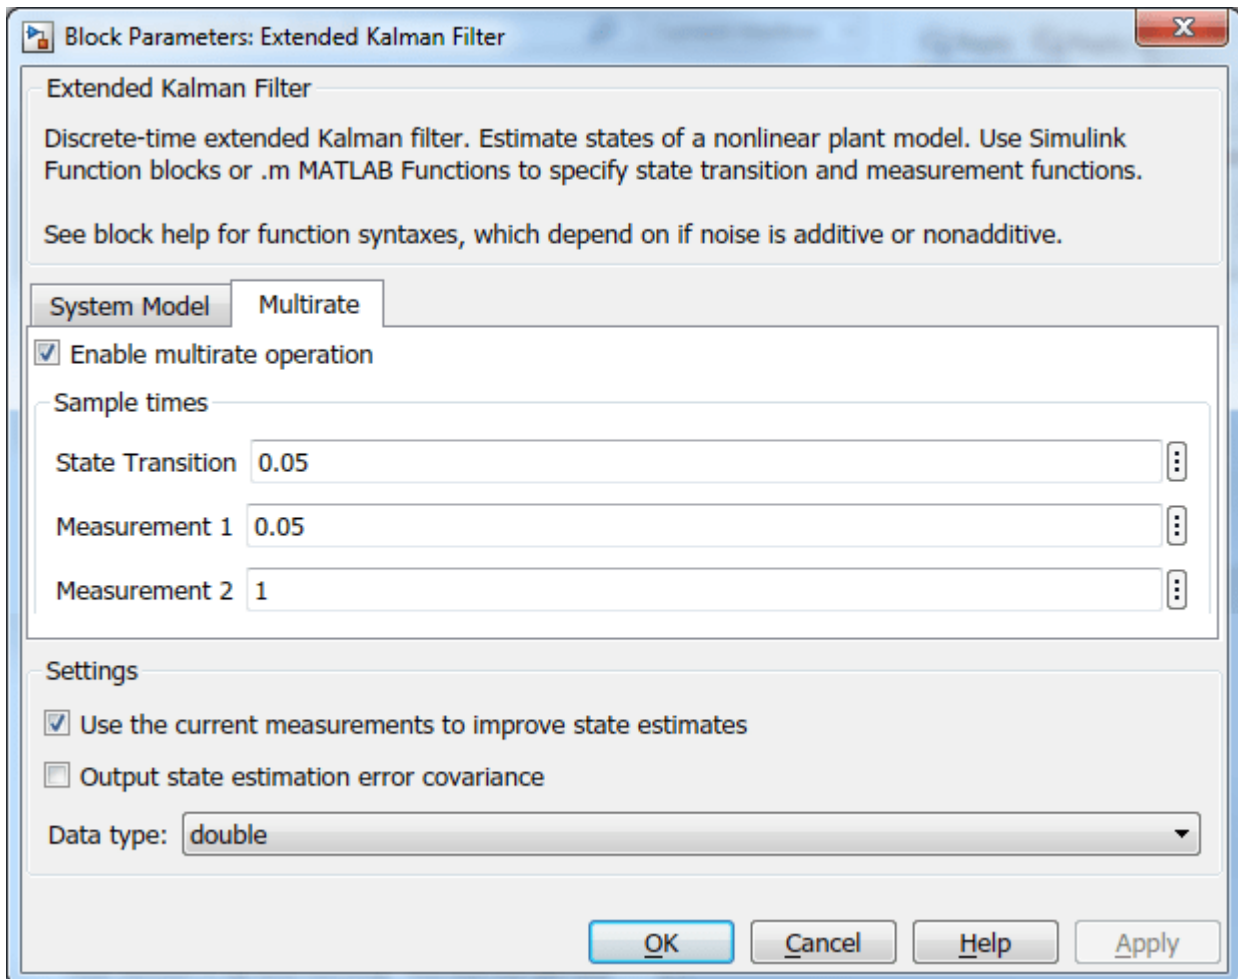 Block Parameters: Extended Kalman Filter
Extended Kalman Filter
Discrete-time extended Kalman filter. Estimate states of a nonlinear plant model. Use Simulink
Function blocks or .m MATLAB Functions to specify state transition and measurement functions.
See block help for function syntaxes, which depend on if noise is additive or nonadditive.
System Model Multirate
Enable multirate operation
Sample times
State Transition 0.05
Measurement 1 0.05
Measurement 2 1
Settings
Use the current measurements to improve state estimates
Output state estimation error covariance
Data type: double
OK Cancel Help Apply